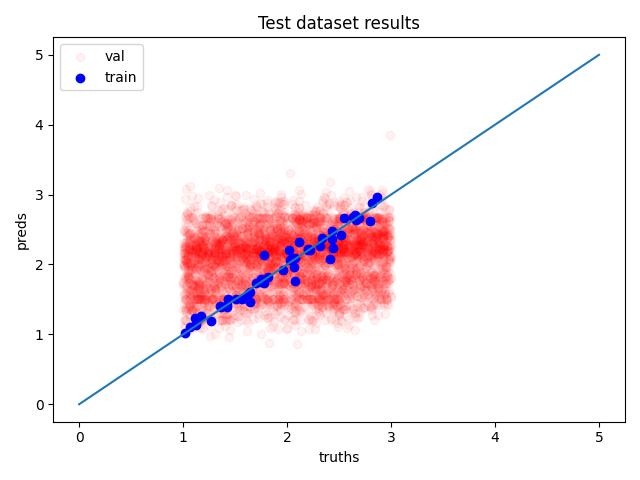 Test dataset results
val
train
preds
5
4
3
2
1
0
0 1 2 3 4 5
truths